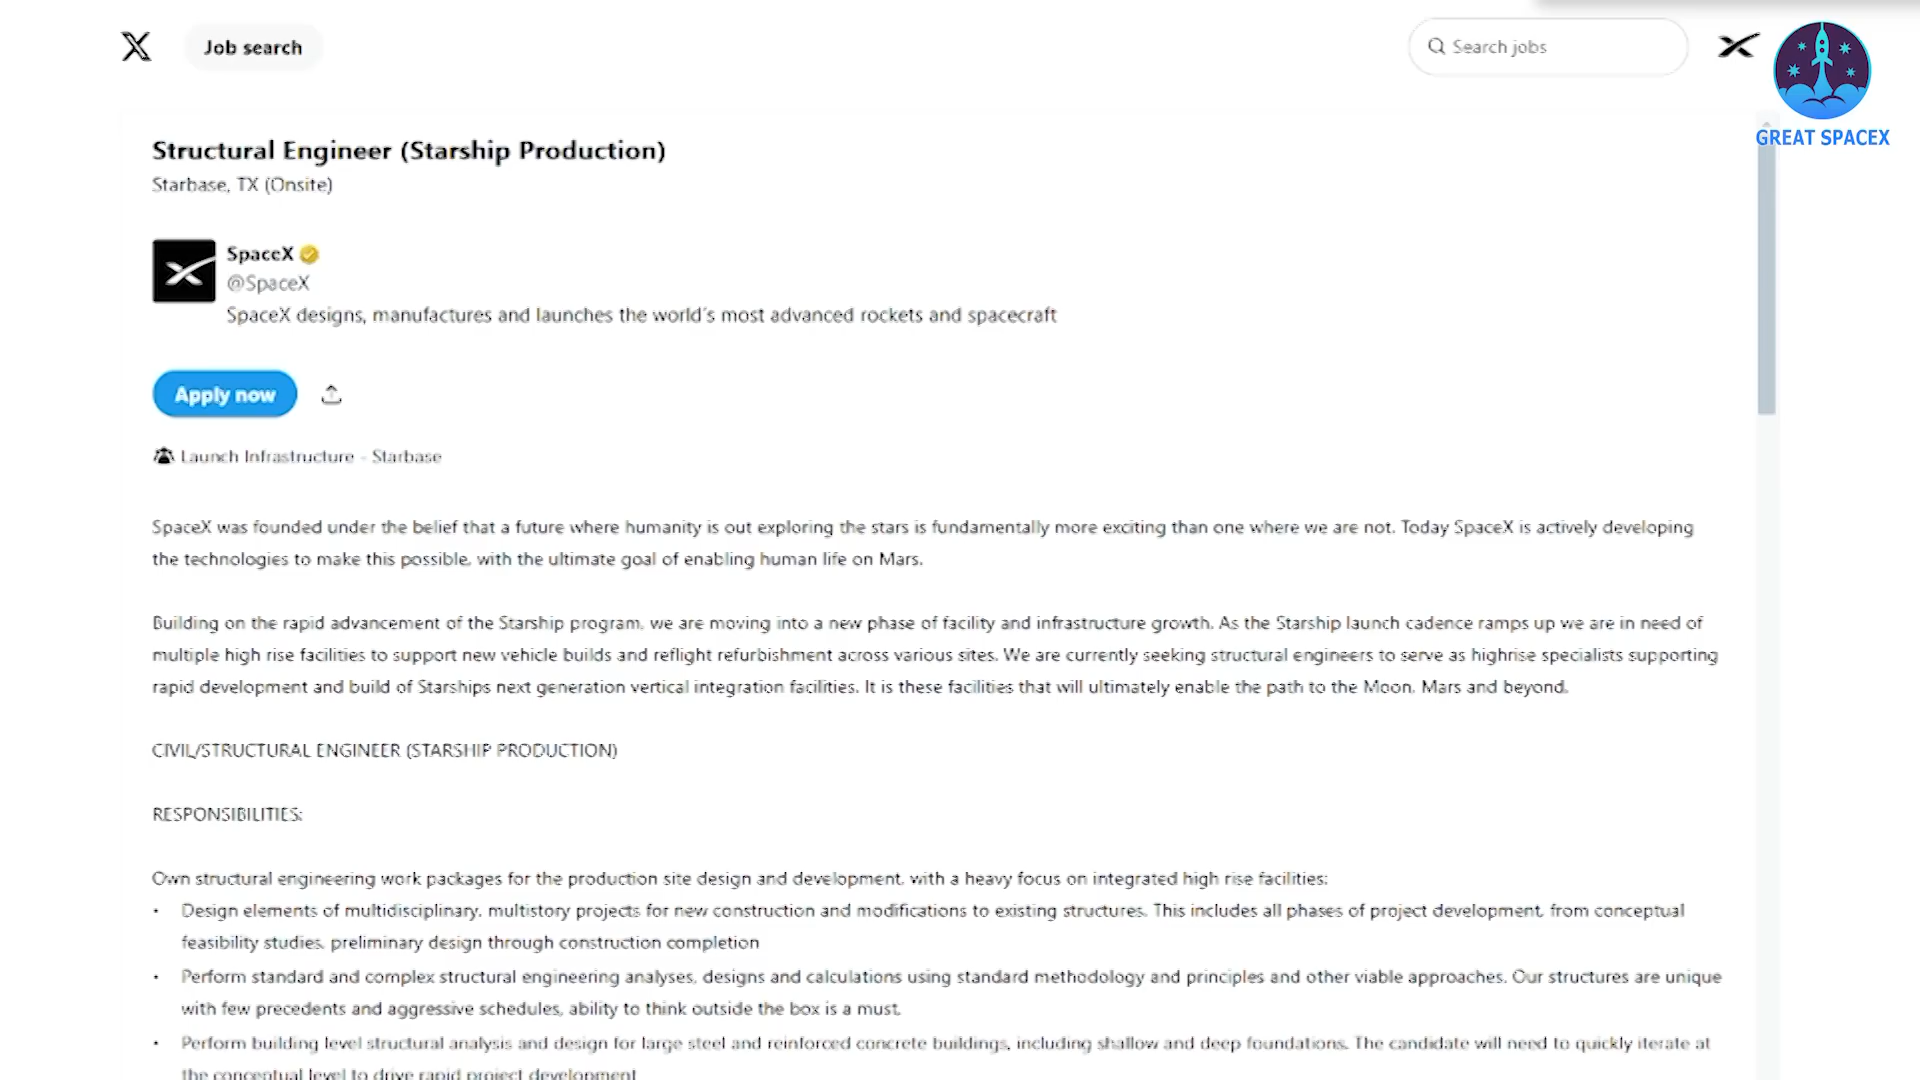 Job search
Search jobs
GREAT SPACEX
Structural Engineer (Starship Production)
Starbase, TX (Onsite)
SpaceX
@SpaceX
SpaceX designs, manufactures and launches the world's most advanced rockets and spacecraft
Apply now
Launch Infrastructure - Starbase
SpaceX was founded under the belief that a future where humanity is out exploring the stars is fundamentally more exciting than one where we are not. Today SpaceX is actively developing
the technologies to make this possible, with the ultimate goal of enabling human life on Mars.
Building on the rapid advancement of the Starship program, we are moving into a new phase of facility and infrastructure growth. As the Starship launch cadence ramps up we are in need of
multiple high rise facilities to support new vehicle builds and reflight refurbishment across various sites. We are currently seeking structural engineers to serve as highrise specialists supporting
rapid development and build of Starships next generation vertical integration facilities. It is these facilities that will ultimately enable the path to the Moon, Mars and beyond.
CIVIL/STRUCTURAL ENGINEER (STARSHIP PRODUCTION)
RESPONSIBILITIES:
Own structural engineering work packages for the production site design and development, with a heavy focus on integrated high rise facilities:
• Design elements of multidisciplinary, multistory projects for new construction and modifications to existing structures. This includes all phases of project development, from conceptual
feasibility studies, preliminary design through construction completion
• Perform standard and complex structural engineering analyses, designs and calculations using standard methodology and principles and other viable approaches. Our structures are unique
with few precedents and aggressive schedules, ability to think outside the box is a must.
• Perform building level structural analysis and design for large steel and reinforced concrete buildings, including shallow and deep foundations. The candidate will need to quickly iterate at
the conceptual level to drive rapid project development